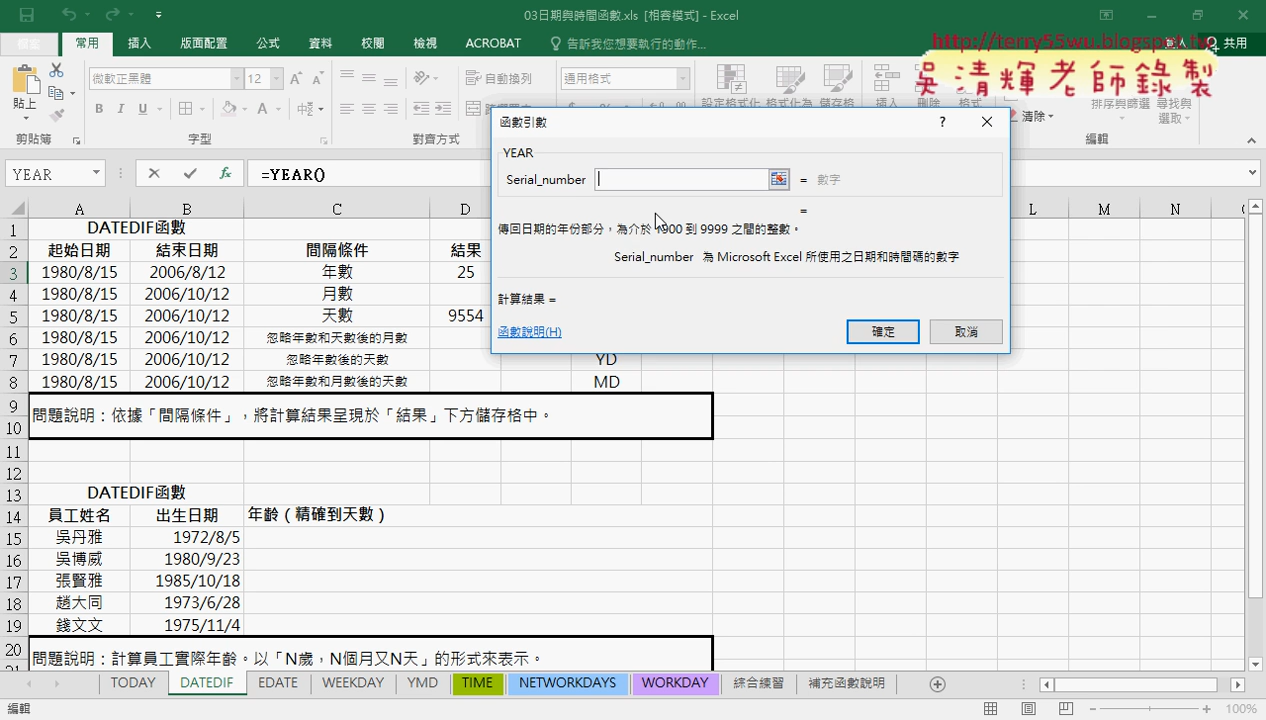 03日期與時間函數.xls [相容模式] - Excel
常用 插入 版面配置 公式 資料 校閱 檢視 ACROBAT 告訴我您想要執行的動作... 共用
http://terry55wu.blogspot.tw
吳清輝老師錄製
貼上 微軟正黑體 12 自動換列 通用格式 清除
剪貼簿 字型 對齊方式 編輯
YEAR =YEAR()
函數引數
YEAR
Serial_number = 數字
=
傳回日期的年份部分，為介於 1900 到 9999 之間的整數。
Serial_number 為 Microsoft Excel 所使用之日期和時間碼的數字
計算結果 =
函數說明(H) 確定 取消
A B C D L M N
1 DATEDIF函數
2 起始日期 結束日期 間隔條件 結果
3 1980/8/15 2006/8/12 年數 25
4 1980/8/15 2006/10/12 月數
5 1980/8/15 2006/10/12 天數 9554
6 1980/8/15 2006/10/12 忽略年數和天數後的月數
7 1980/8/15 2006/10/12 忽略年數後的天數 YD
8 1980/8/15 2006/10/12 忽略年數和月數後的天數 MD
9
10 問題說明：依據「間隔條件」，將計算結果呈現於「結果」下方儲存格中。
11
12
13 DATEDIF函數
14 員工姓名 出生日期 年齡（精確到天數）
15 吳丹雅 1972/8/5
16 吳博威 1980/9/23
17 張賢雅 1985/10/18
18 趙大同 1973/6/28
19 錢文文 1975/11/4
20 問題說明：計算員工實際年齡。以「N歲，N個月又N天」的形式來表示。
TODAY DATEDIF EDATE WEEKDAY YMD TIME NETWORKDAYS WORKDAY 綜合練習 補充函數說明
編輯 100%